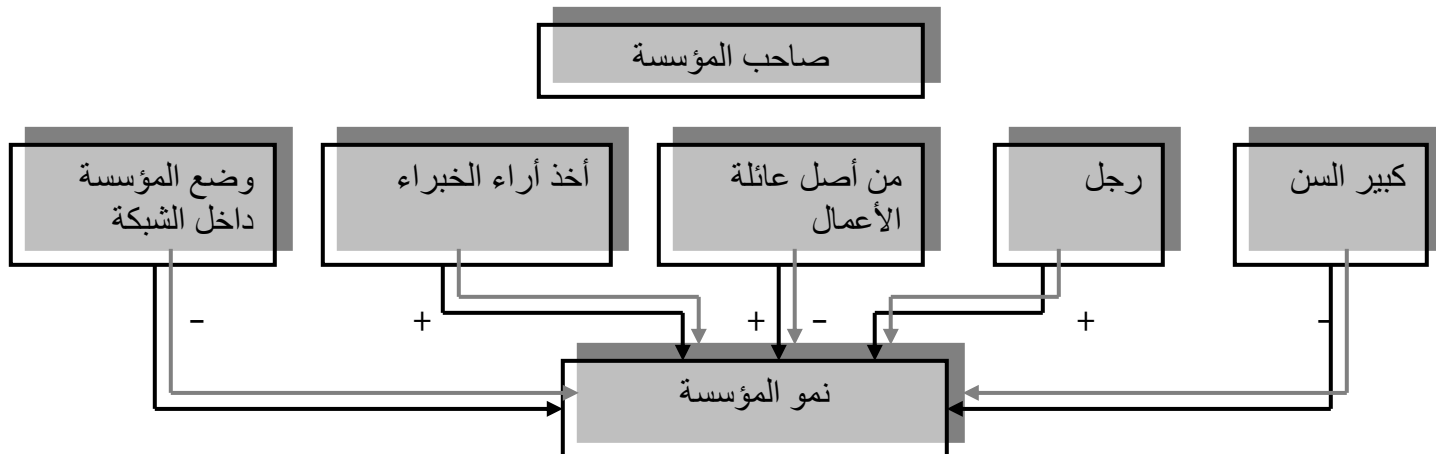 صاحب المؤسسة
كبير السن
رجل
من أصل عائلة
الأعمال
أخذ أراء الخبراء
وضع المؤسسة
داخل الشبكة
- + - + + -
نمو المؤسسة